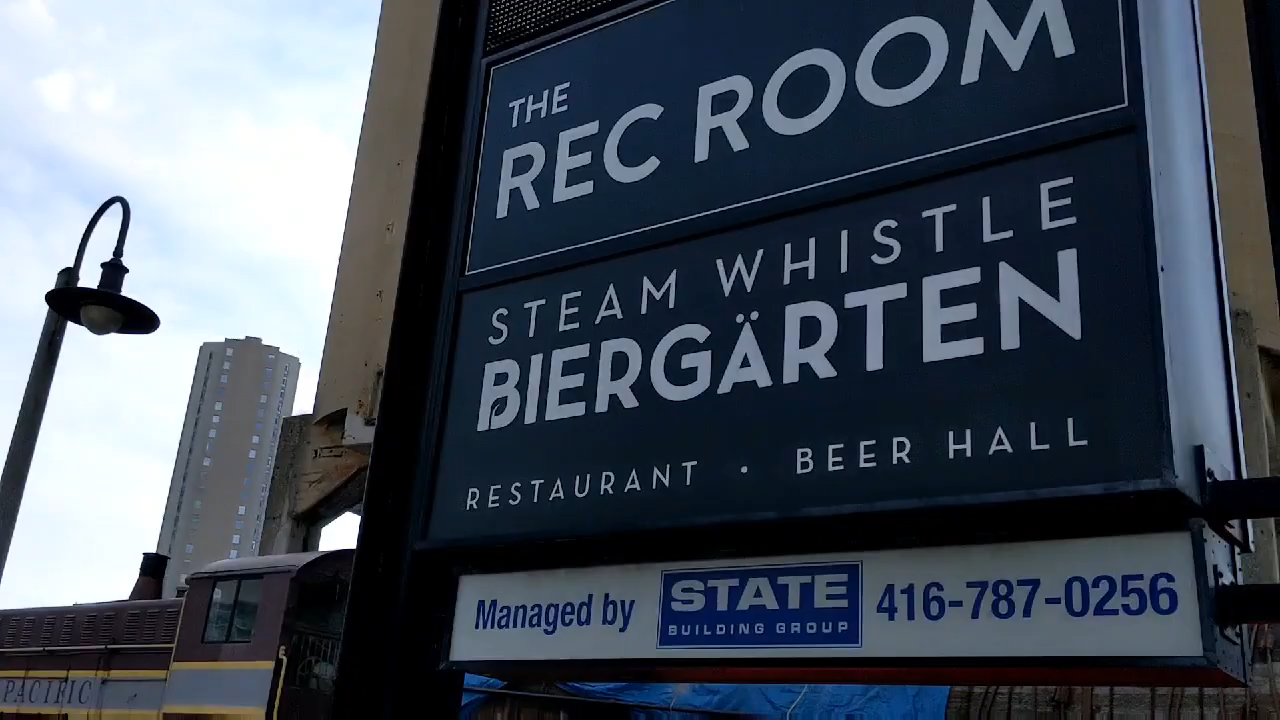 THE
REC ROOM
STEAM WHISTLE
BIERGÄRTEN
RESTAURANT · BEER HALL
Managed by STATE BUILDING GROUP 416-787-0256
PACIFIC